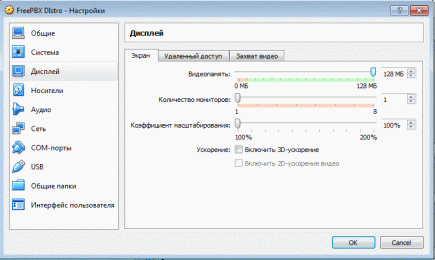 FreePBX DIstro - Настройки
Общие
Система
Дисплей
Носители
Аудио
Сеть
COM-порты
USB
Общие папки
Интерфейс пользователя
Дисплей
Экран Удаленный доступ Захват видео
Видеопамять: 128 МБ
0 МБ 128 МБ
Количество мониторов: 1
1 8
Коэффициент масштабирования: 100%
100% 200%
Ускорение: Включить 3D-ускорение
Включить 2D-ускорение видео
OK Cancel